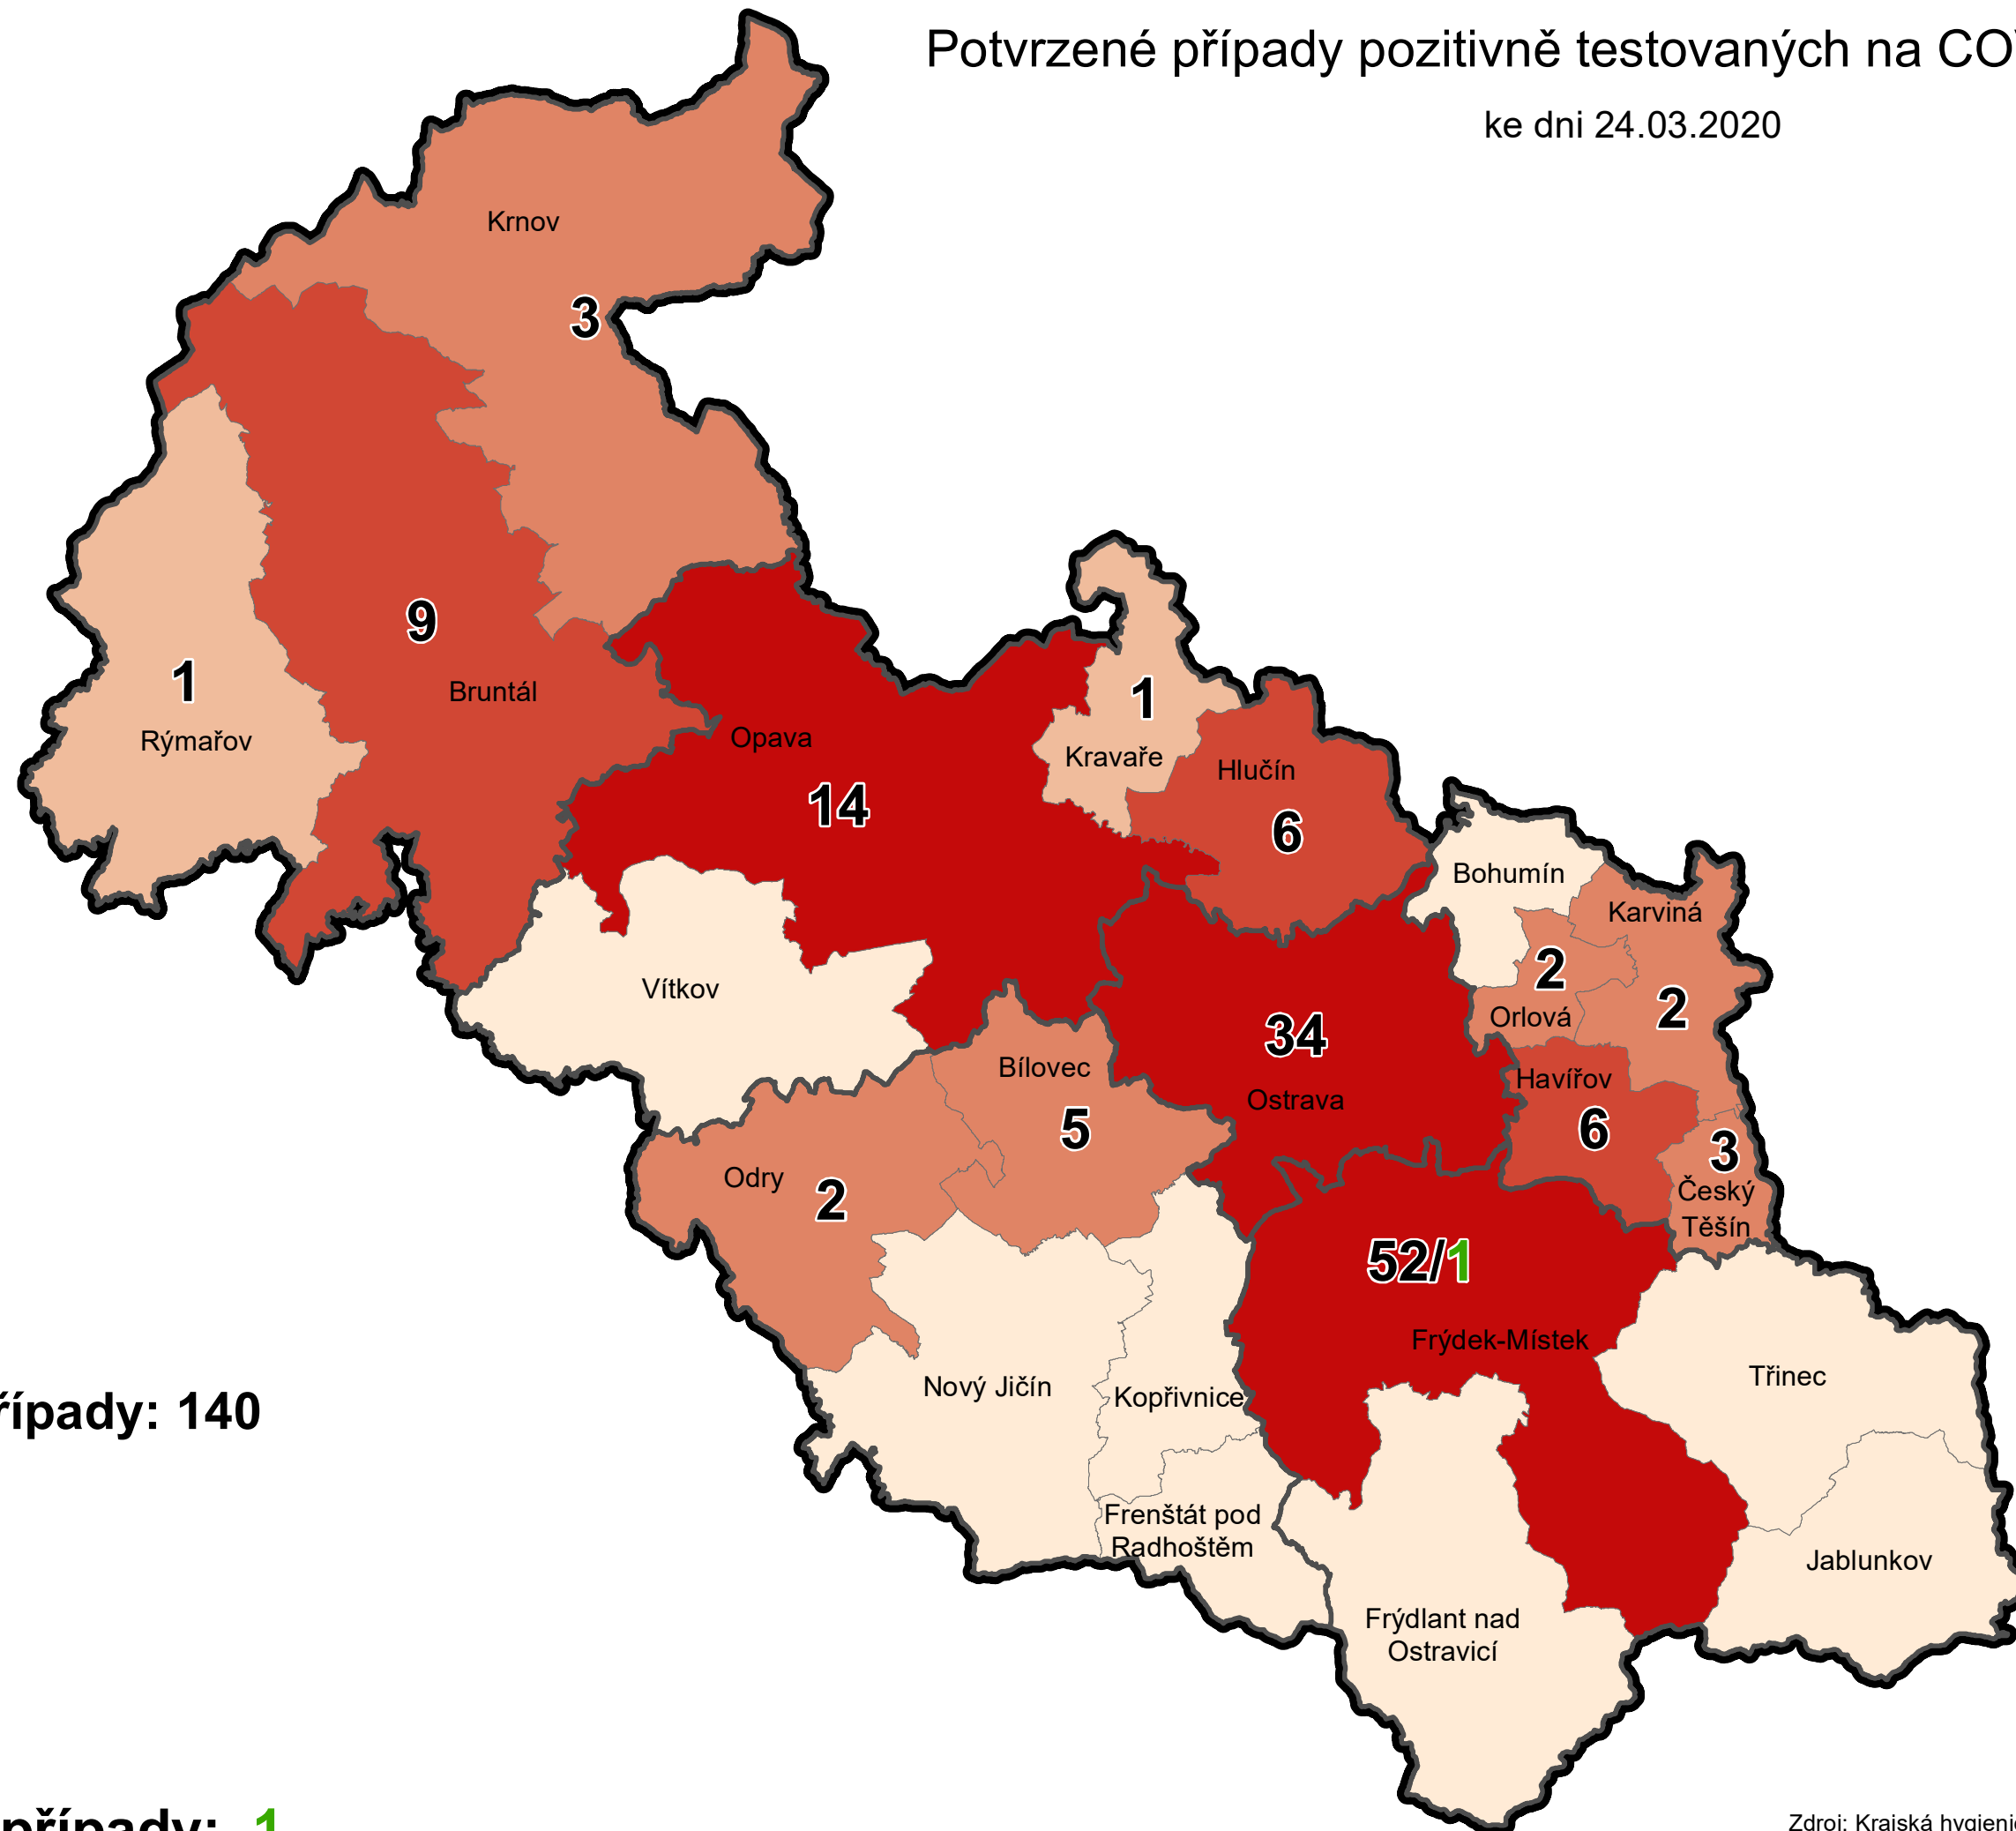 Potvrzené případy pozitivně testovaných na
ke dni 24.03.2020
Krnov
3
9
Bruntál
1
Rýmařov
Opava
14
1
Kravaře
Hlučín
6
Bohumín
Karviná
2
Orlová
2
Vítkov
34
Ostrava
Bílovec
5
Havířov
6
3
Český
Těšín
Odry
2
52/1
Frýdek-Místek
Nový Jičín
Kopřivnice
Třinec
Frenštát pod
Radhoštěm
Jablunkov
Frýdlant nad
Ostravicí
140
případy: 1
Zdroj: Krajská